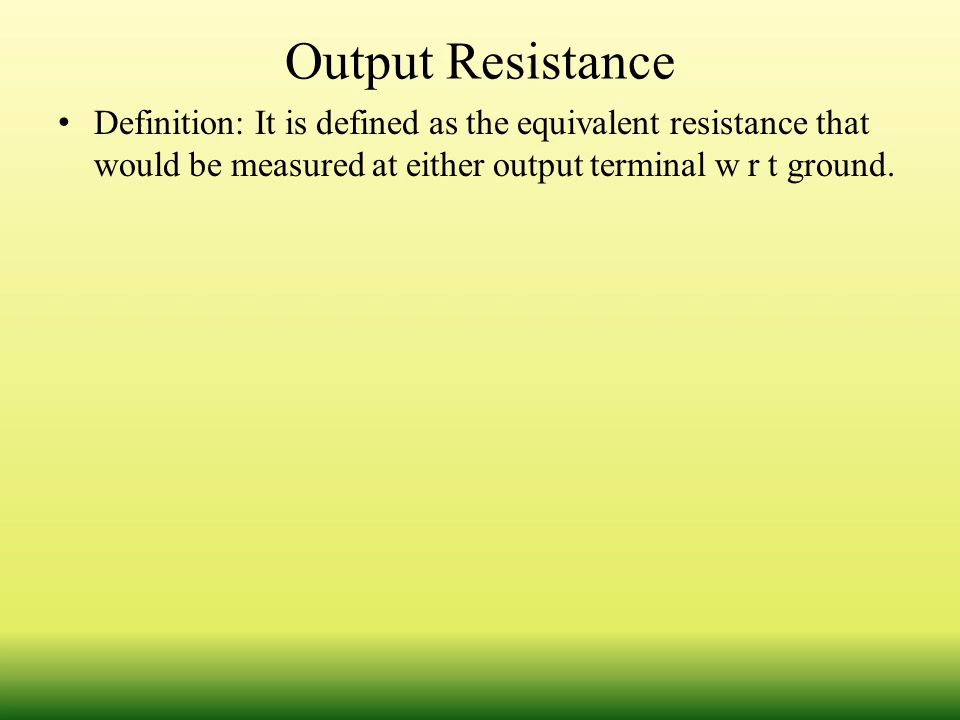 Output Resistance
• Definition: It is defined as the equivalent resistance that
would be measured at either output terminal w r t ground.